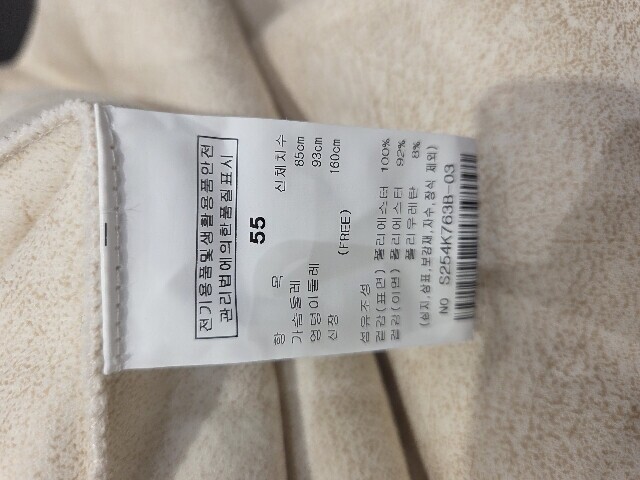 전기용품및생활용품안전
관리법에의한품질표시
55
항 목 신체치수
가슴둘레 85cm
엉덩이둘레 93cm
신장 160cm
(FREE)
섬유조성
겉감(표면) 폴리에스터 100%
겉감(이면) 폴리에스터 92%
폴리우레탄 8%
(심지,상표,보강재,자수,장식 제외)
NO S254K763B-03